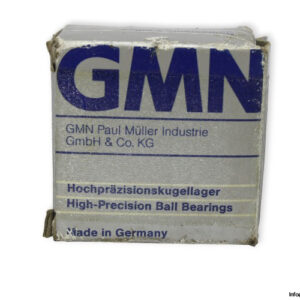 GMN
GMN Paul Müller Industrie
GmbH & Co. KG
Hochpräzisionskugellager
High-Precision Ball Bearings
Made in Germany